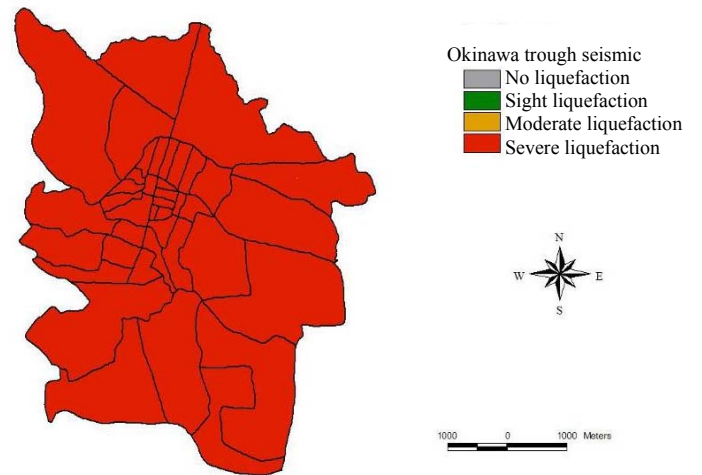 Okinawa trough seismic
No liquefaction
Sight liquefaction
Moderate liquefaction
Severe liquefaction
N
W E
S
1000 0 1000 Meters